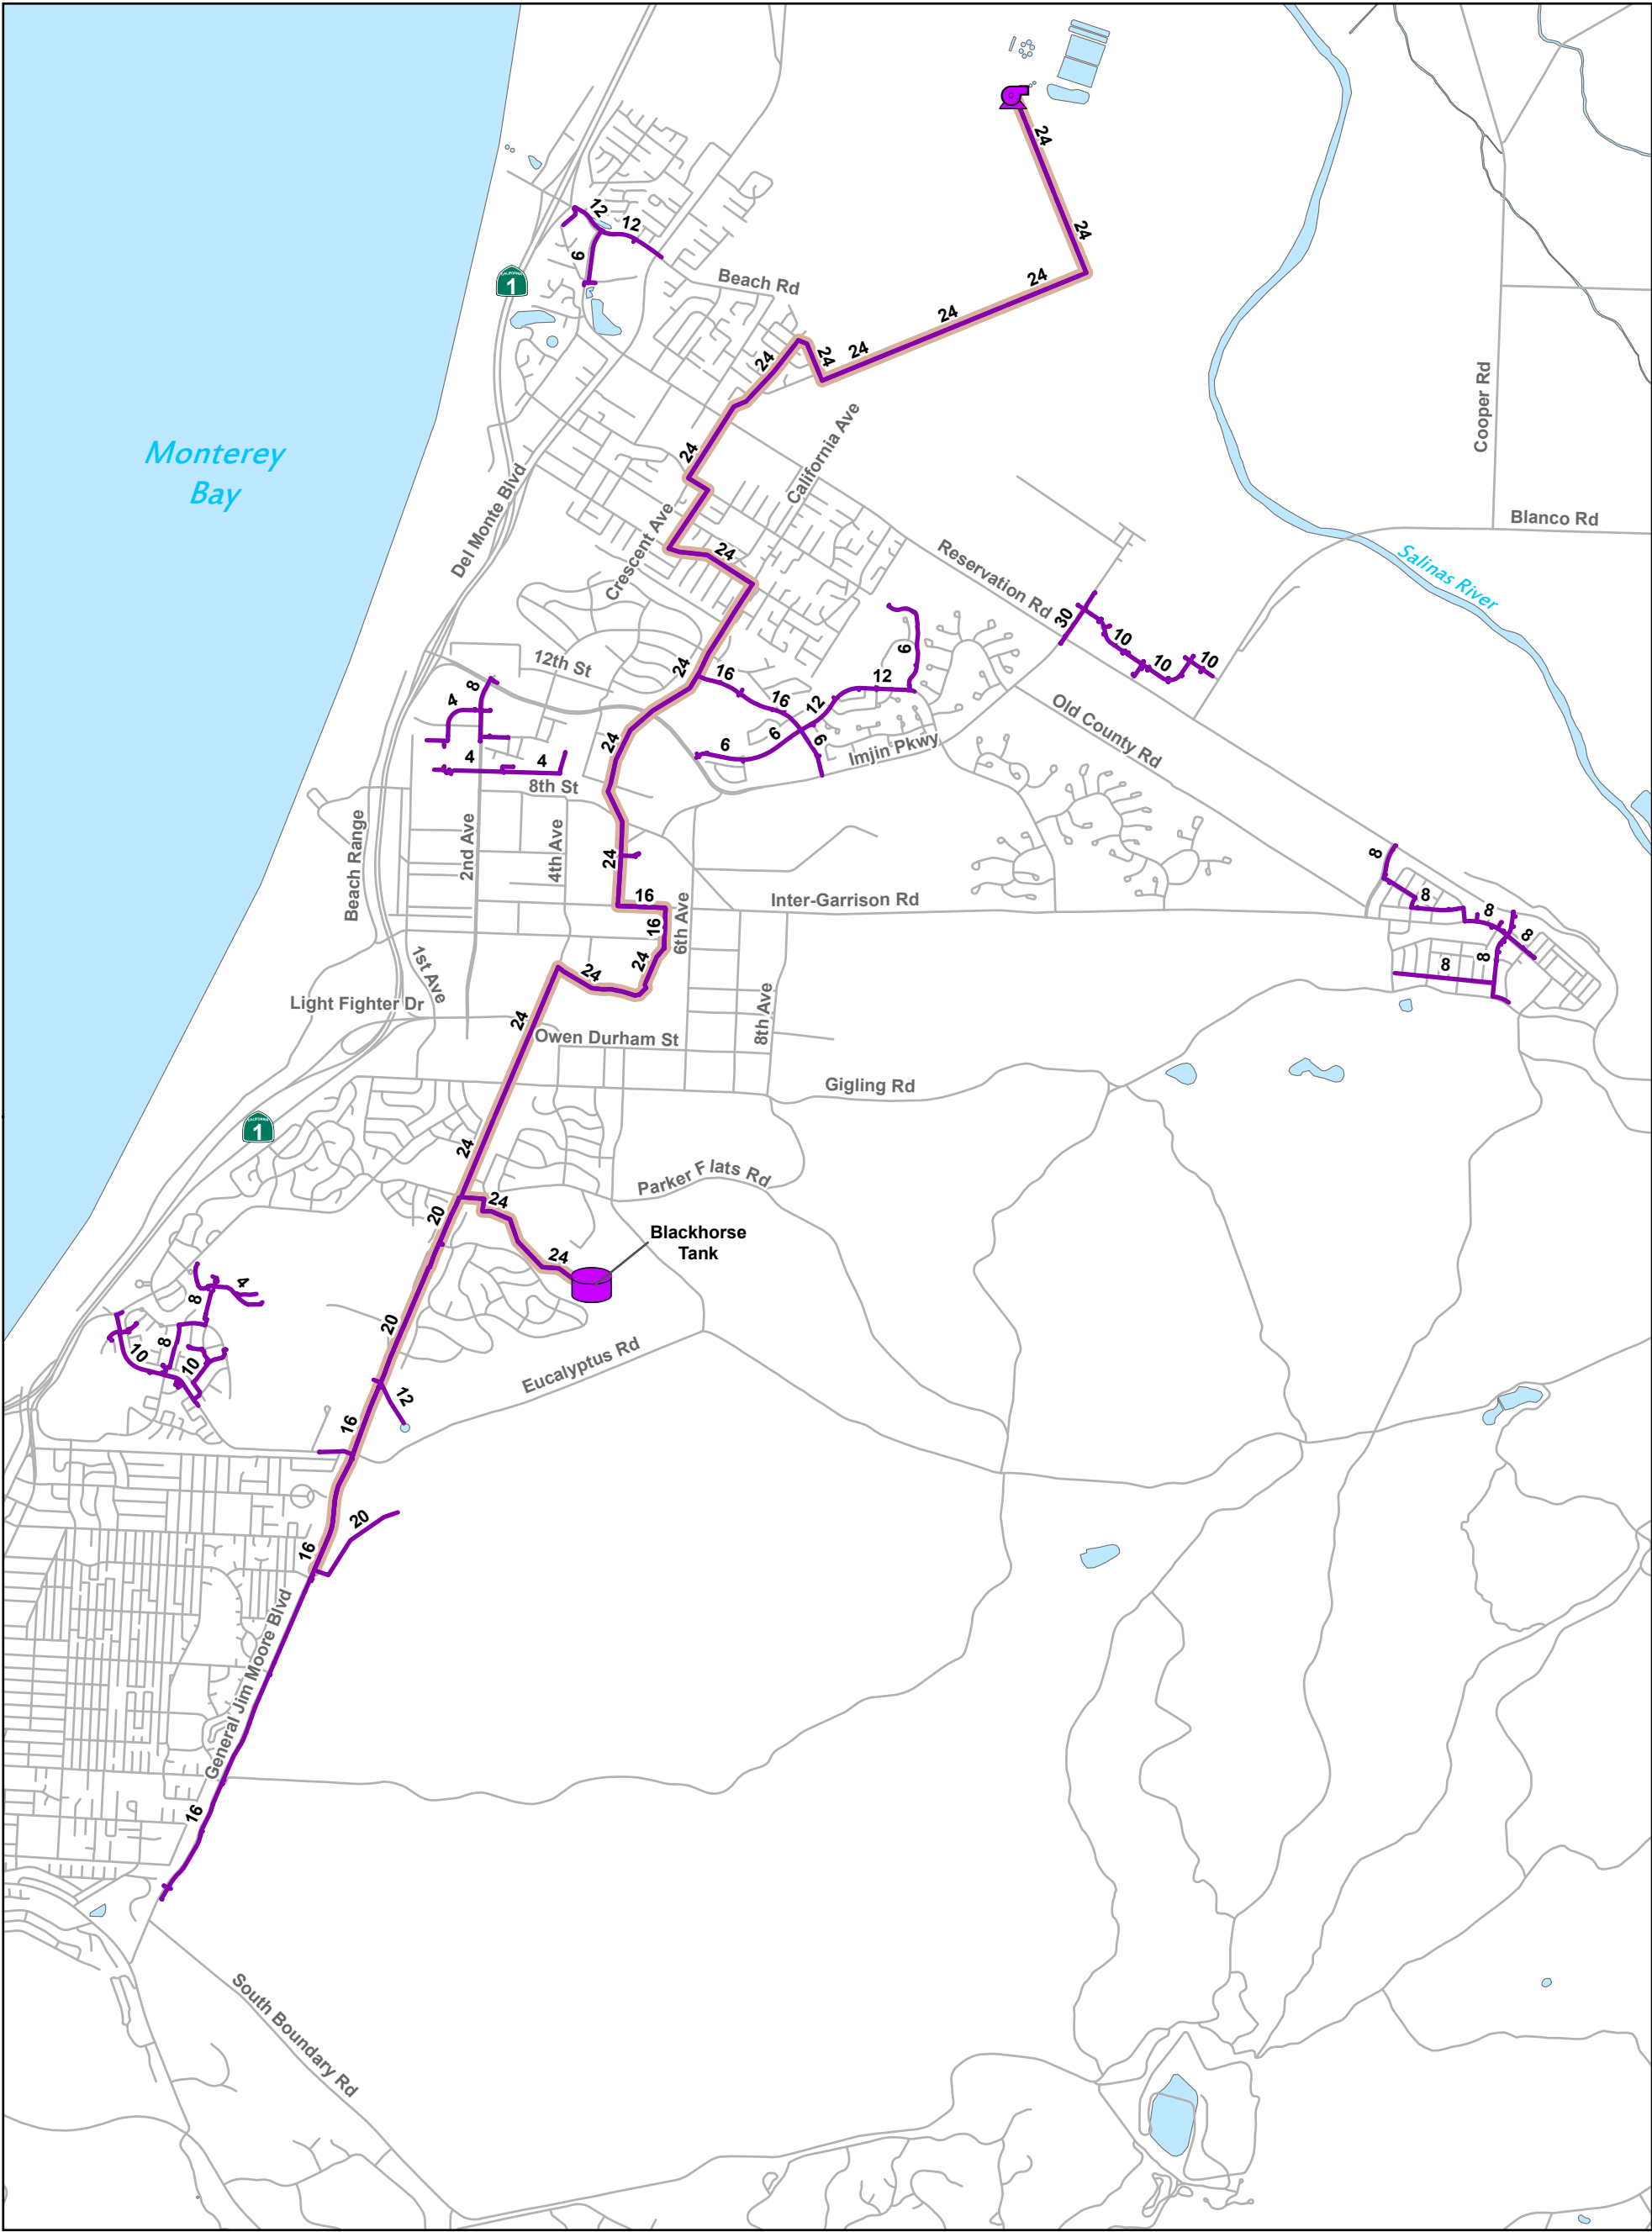 24
12
12
6
24
Beach Rd
CALIFORNIA
1
24
24
24
24
24
Cooper Rd
Monterey
Bay
24
California Ave
Del Monte Blvd
Crescent Ave
Blanco Rd
24
Reservation Rd
Salinas River
30
10
10
10
12th St
24
16
16
12
12
6
6
6
6
Imjin Pkwy
Old County Rd
8
4
4
4
8th St
24
Beach Range
2nd Ave
4th Ave
24
16
16
6th Ave
Inter-Garrison Rd
8
8
8
8
8
8
1st Ave
24
24
Light Fighter Dr
24
Owen Durham St
8th Ave
Gigling Rd
CALIFORNIA
1
24
Parker Flats Rd
24
20
24
Blackhorse
Tank
4
8
8
10
10
20
Eucalyptus Rd
12
16
20
16
General Jim Moore Blvd
16
South Boundary Rd